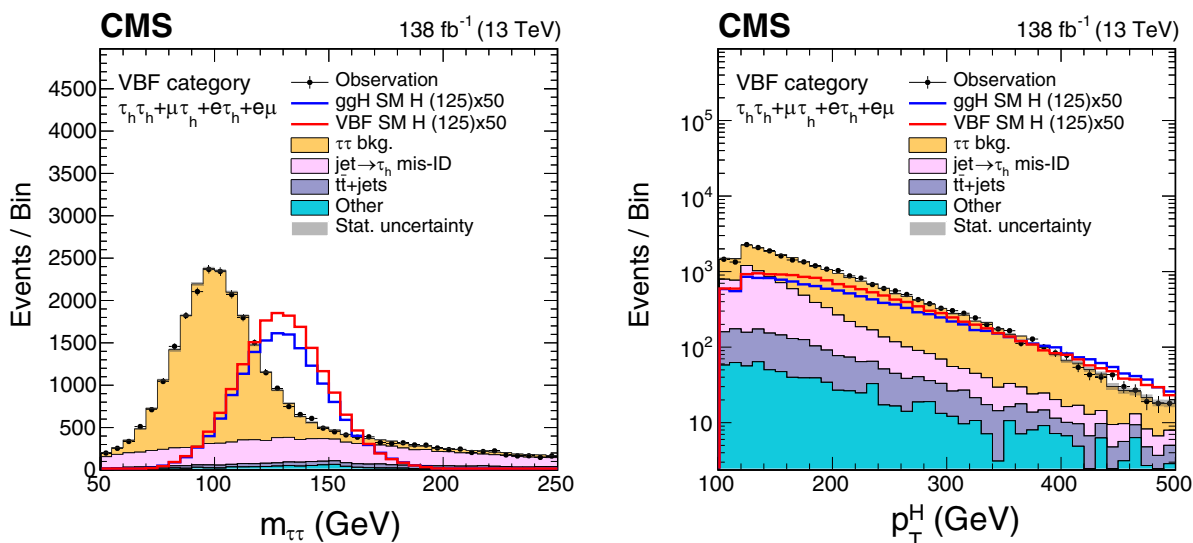 CMS 138 fb⁻¹ (13 TeV)
VBF category
τₕτₕ+μτₕ+eτₕ+eμ
Observation
ggH SM H (125)x50
VBF SM H (125)x50
ττ bkg.
jet→τₕ mis-ID
tt̄+jets
Other
Stat. uncertainty
Events / Bin
4500
4000
3500
3000
2500
2000
1500
1000
500
0
50 100 150 200 250
m_ττ (GeV)
CMS 138 fb⁻¹ (13 TeV)
VBF category
τₕτₕ+μτₕ+eτₕ+eμ
Observation
ggH SM H (125)x50
VBF SM H (125)x50
ττ bkg.
jet→τₕ mis-ID
tt̄+jets
Other
Stat. uncertainty
Events / Bin
10⁵
10⁴
10³
10²
10
100 200 300 400 500
p_T^H (GeV)